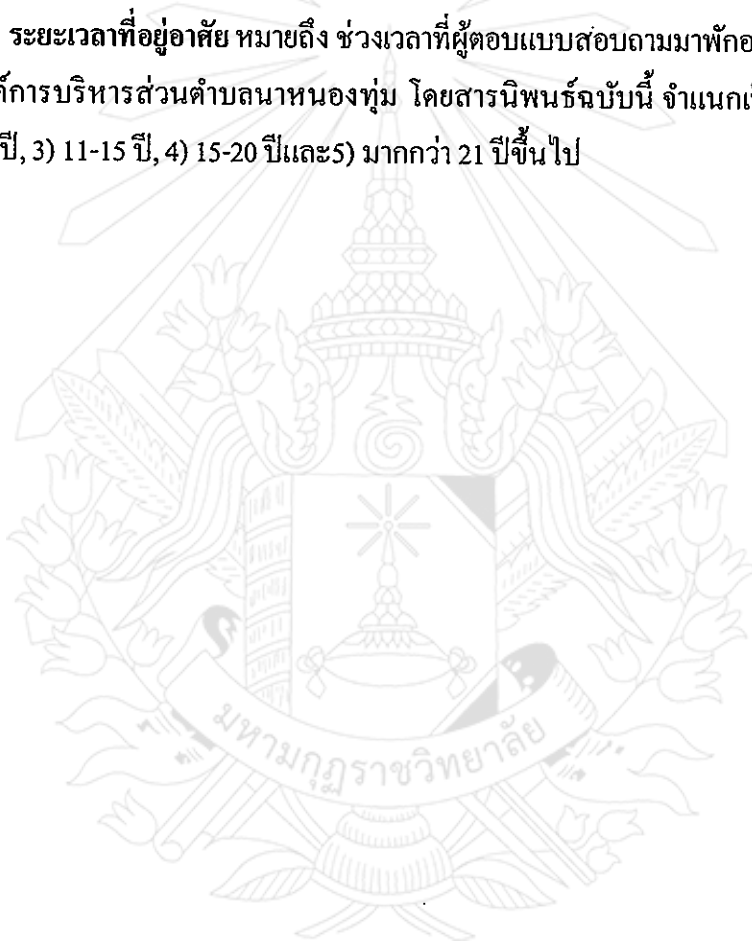 ระยะเวลาที่อยู่อาศัย หมายถึง ช่วงเวลาที่ผู้ตอบแบบสอบถามมาพัก
การบริหารส่วนตำบลนาหนองทุ่ม โดยสารนิพนธ์ฉบับนี้ จำแนก
ปี, 3) 11-15 ปี, 4) 15-20 ปีและ5) มากกว่า 21 ปีขึ้นไป
มหามกุฏราชวิทยาลัย